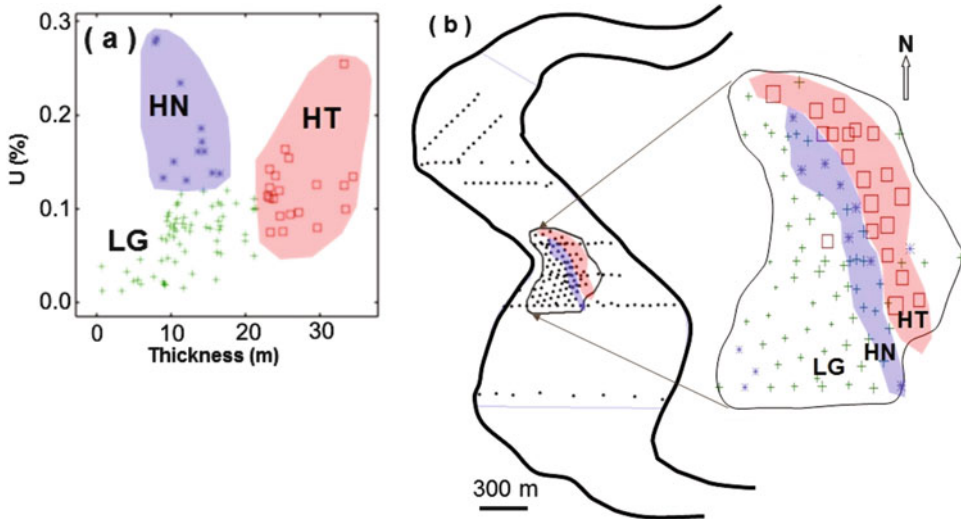 ( a )
U (%)
0.3
0.2
0.1
0.0
HN
HT
LG
0
10
20
30
Thickness (m)
( b )
300 m
N
LG
HN
HT